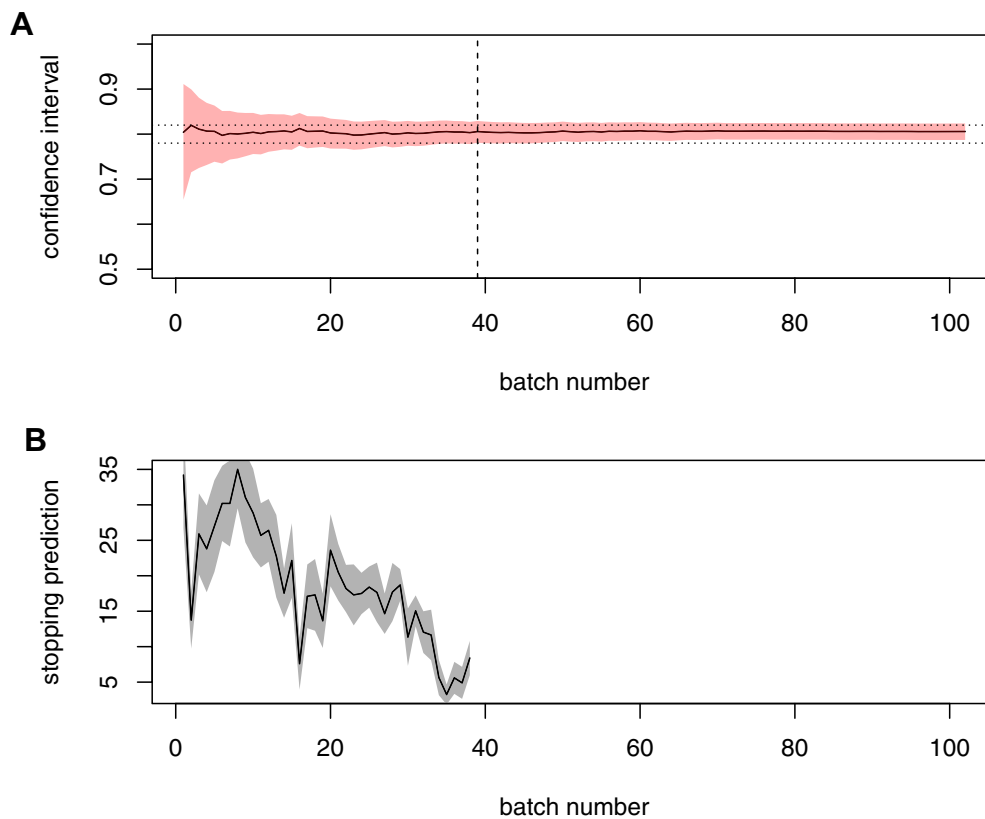 A
confidence interval
0.5 0.7 0.9
0 20 40 60 80 100
batch number
B
stopping prediction
5 15 25 35
0 20 40 60 80 100
batch number